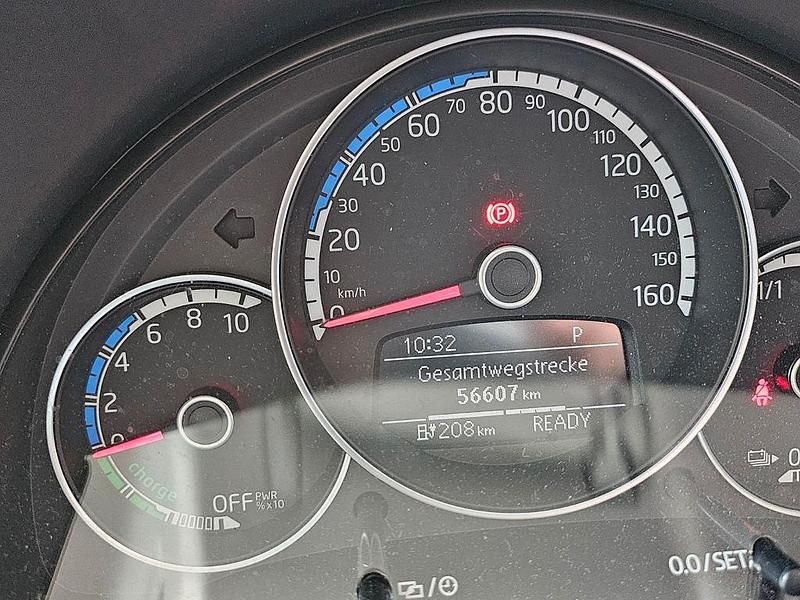 70 80 90
60 100
50 110
40 120
30 130
20 140
10 150
km/h
0 160
P
10:32 P
Gesamtwegstrecke
56607 km
208 km READY
4 6 8 10
2
0
charge
OFF PWR
% x10
1/1
0
0.0/SET